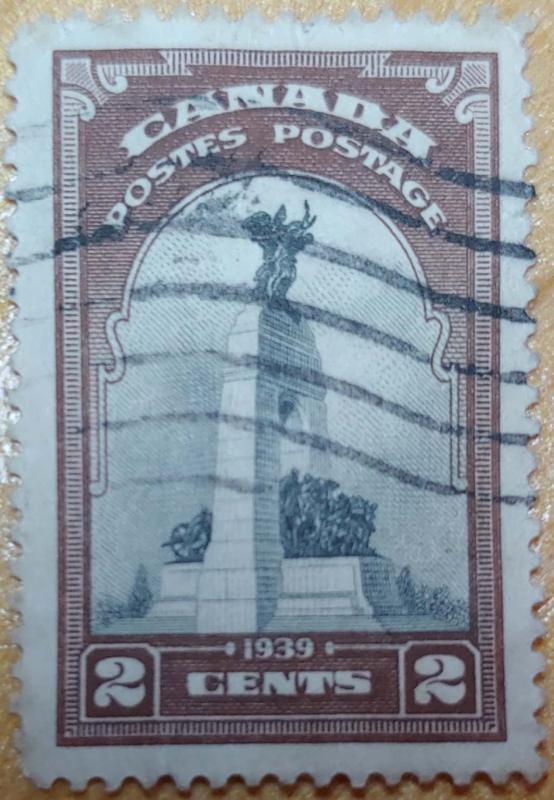 CANADA
POSTES POSTAGE
1939
2 CENTS 2